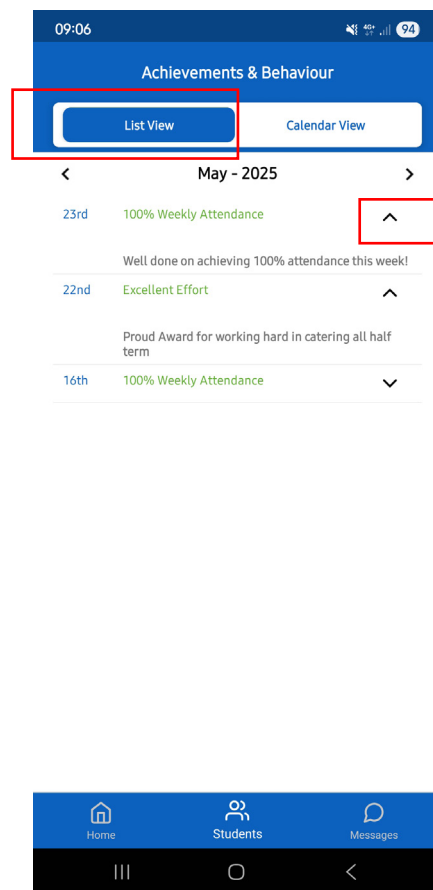 09:06 4G+ 94
Achievements & Behaviour
List View Calendar View
May - 2025
23rd 100% Weekly Attendance
Well done on achieving 100% attendance this week!
22nd Excellent Effort
Proud Award for working hard in catering all half
term
16th 100% Weekly Attendance
Home Students Messages